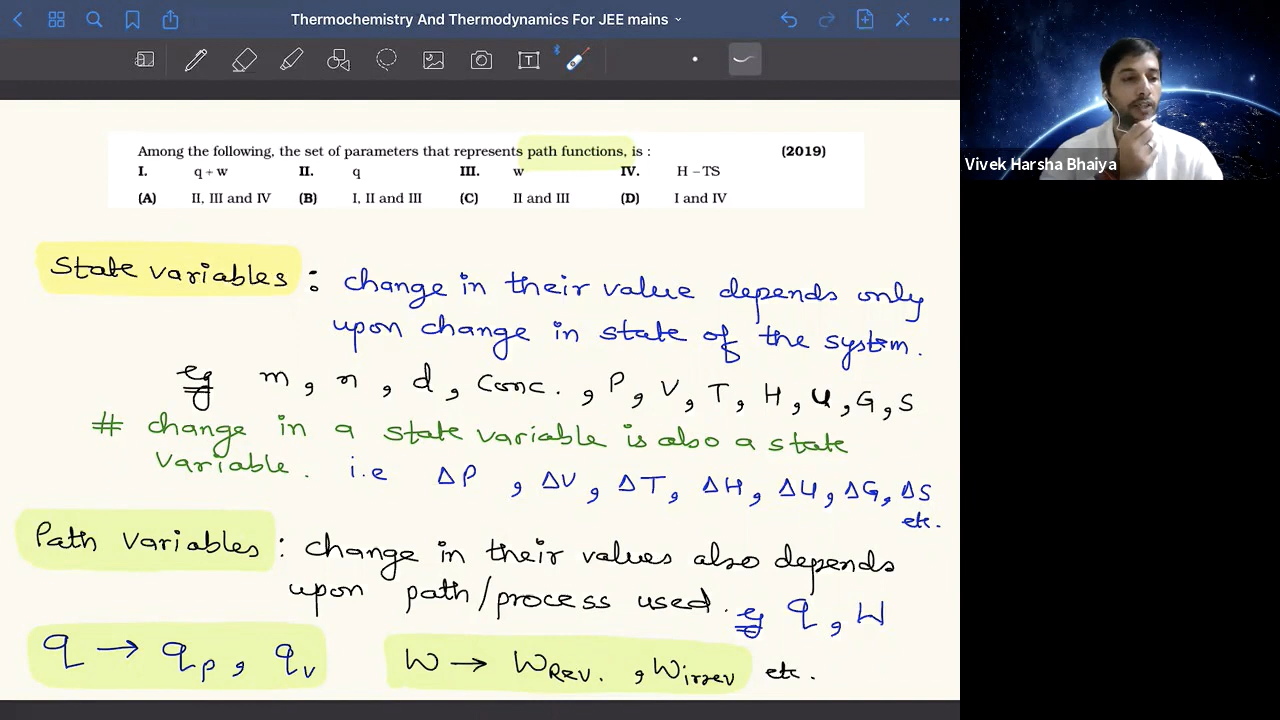 Thermochemistry And Thermodynamics For JEE mains
Vivek Harsha Bhaiya
Among the following, the set of parameters that represents path functions, is : (2019)
I. q + w II. q III. w IV. H – TS
(A) II, III and IV (B) I, II and III (C) II and III (D) I and IV
State variables : change in their value depends only
upon change in state of the system.
eg m, n, d, conc., P, V, T, H, U, G, S
# change in a state variable is also a state
variable. i.e ΔP, ΔV, ΔT, ΔH, ΔU, ΔG, ΔS
etc.
Path variables : change in their values also depends
upon path/process used. eg q, W
q → qp, qv W → WRev., Wirrev etc.